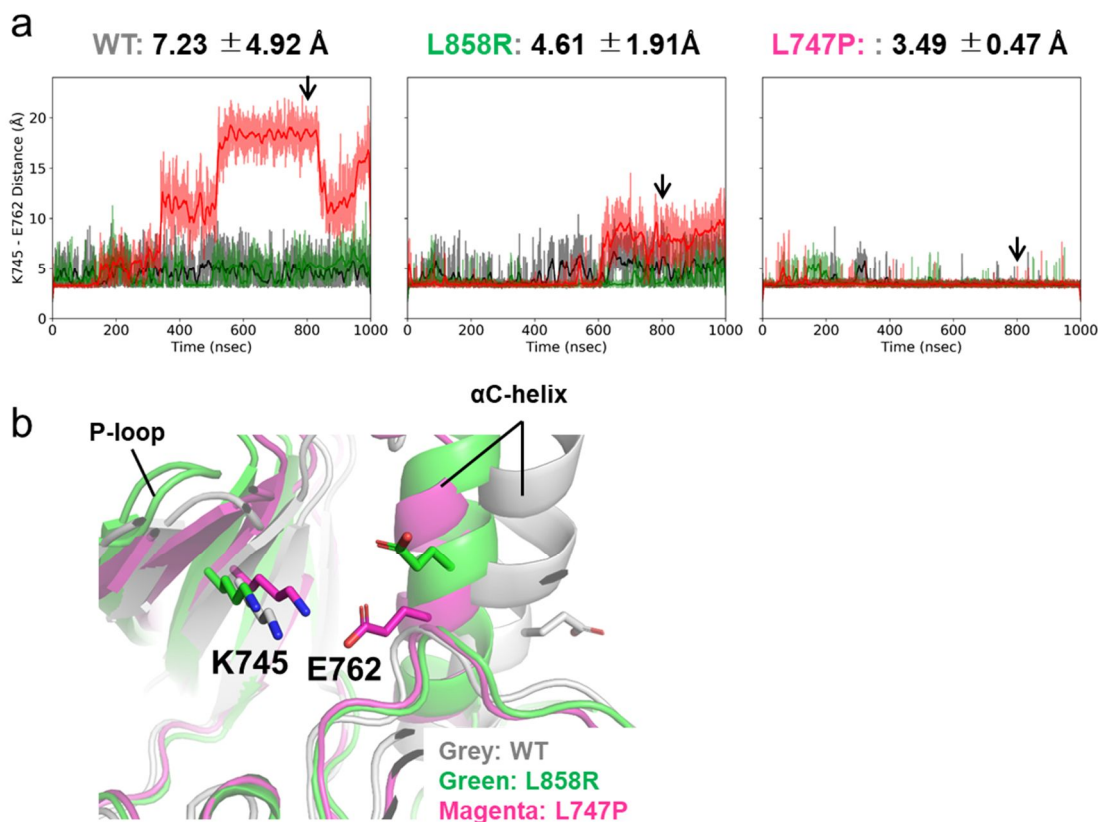 a
WT: 7.23 ±4.92 Å
L858R: 4.61 ±1.91Å
L747P: : 3.49 ±0.47 Å
K745 - E762 Distance (Å)
20
15
10
5
0
0 200 400 600 800 1000
Time (nsec)
0 200 400 600 800 1000
Time (nsec)
0 200 400 600 800 1000
Time (nsec)
b
αC-helix
P-loop
K745
E762
Grey: WT
Green: L858R
Magenta: L747P